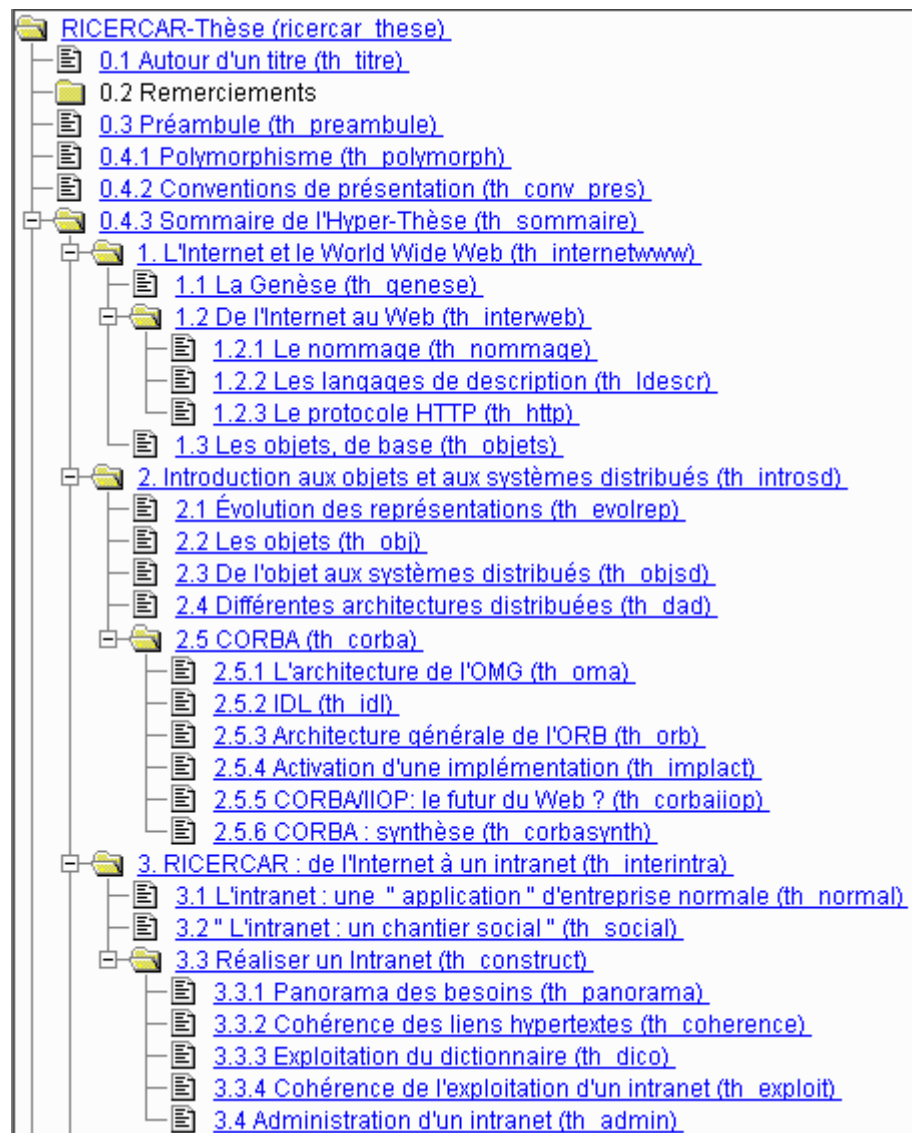 RICERCAR-Thèse (ricercar_these)
0.1 Autour d'un titre (th_titre)
0.2 Remerciements
0.3 Préambule (th_preambule)
0.4.1 Polymorphisme (th_polymorph)
0.4.2 Conventions de présentation (th_conv_pres)
0.4.3 Sommaire de l'Hyper-Thèse (th_sommaire)
1. L'Internet et le World Wide Web (th_internetwww)
1.1 La Genèse (th_genese)
1.2 De l'Internet au Web (th_interweb)
1.2.1 Le nommage (th_nommage)
1.2.2 Les langages de description (th_ldescr)
1.2.3 Le protocole HTTP (th_http)
1.3 Les objets, de base (th_objets)
2. Introduction aux objets et aux systèmes distribués (th_introsd)
2.1 Évolution des représentations (th_evolrep)
2.2 Les objets (th_obj)
2.3 De l'objet aux systèmes distribués (th_objsd)
2.4 Différentes architectures distribuées (th_dad)
2.5 CORBA (th_corba)
2.5.1 L'architecture de l'OMG (th_oma)
2.5.2 IDL (th_idl)
2.5.3 Architecture générale de l'ORB (th_orb)
2.5.4 Activation d'une implémentation (th_implact)
2.5.5 CORBA/IIOP: le futur du Web ? (th_corbaiiop)
2.5.6 CORBA : synthèse (th_corbasynth)
3. RICERCAR : de l'Internet à un intranet (th_interintra)
3.1 L'intranet : une " application " d'entreprise normale (th_normal)
3.2 " L'intranet : un chantier social " (th_social)
3.3 Réaliser un Intranet (th_construct)
3.3.1 Panorama des besoins (th_panorama)
3.3.2 Cohérence des liens hypertextes (th_coherence)
3.3.3 Exploitation du dictionnaire (th_dico)
3.3.4 Cohérence de l'exploitation d'un intranet (th_exploit)
3.4 Administration d'un intranet (th_admin)